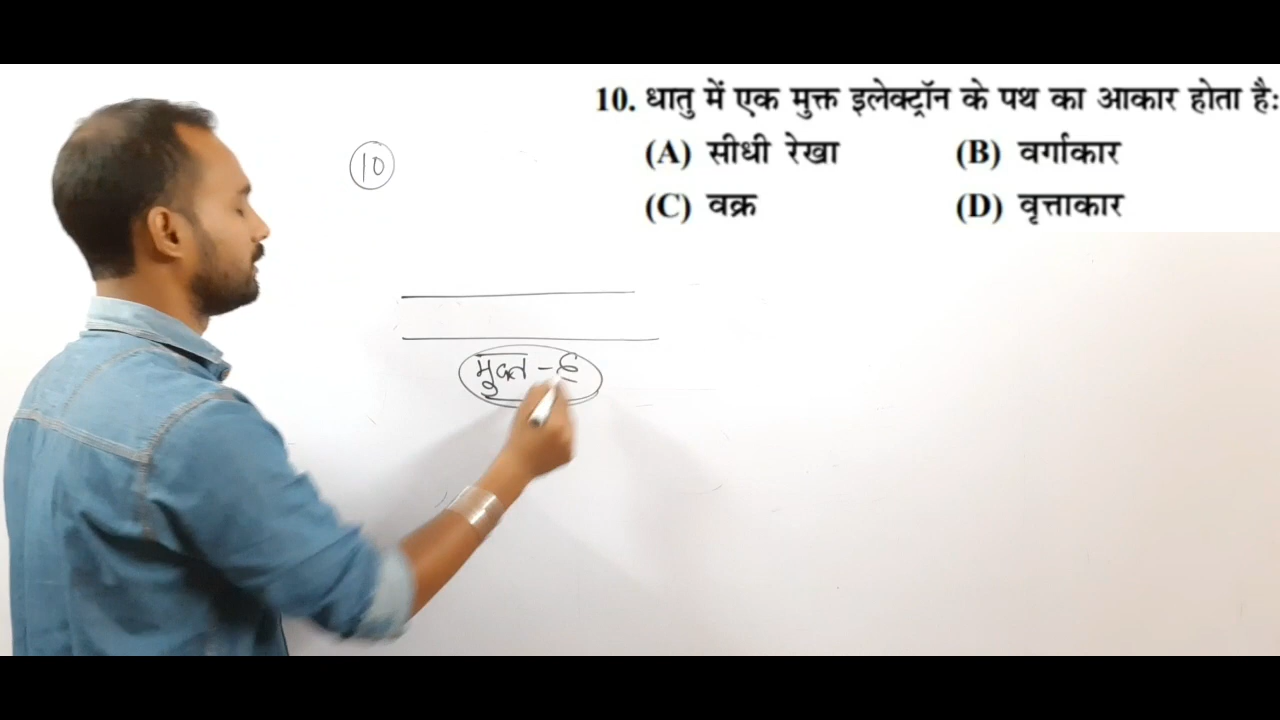 10. धातु में एक मुक्त इलेक्ट्रॉन के पथ का आकार होता है:
(A) सीधी रेखा (B) वर्गाकार
(C) वक्र (D) वृत्ताकार
10
मुक्त - e